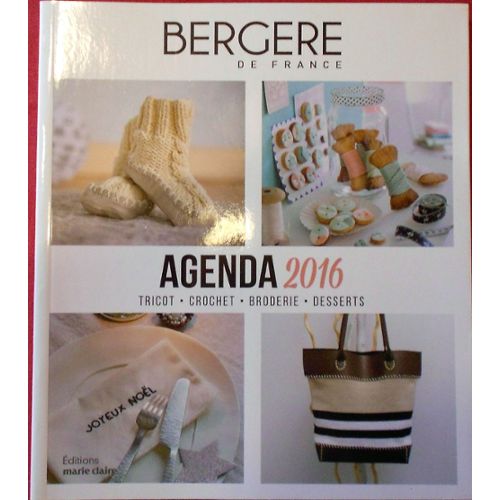 BERGERE
DE FRANCE
AGENDA 2016
TRICOT • CROCHET • BRODERIE • DESSERTS
JOYEUX NOËL
Éditions
marie claire